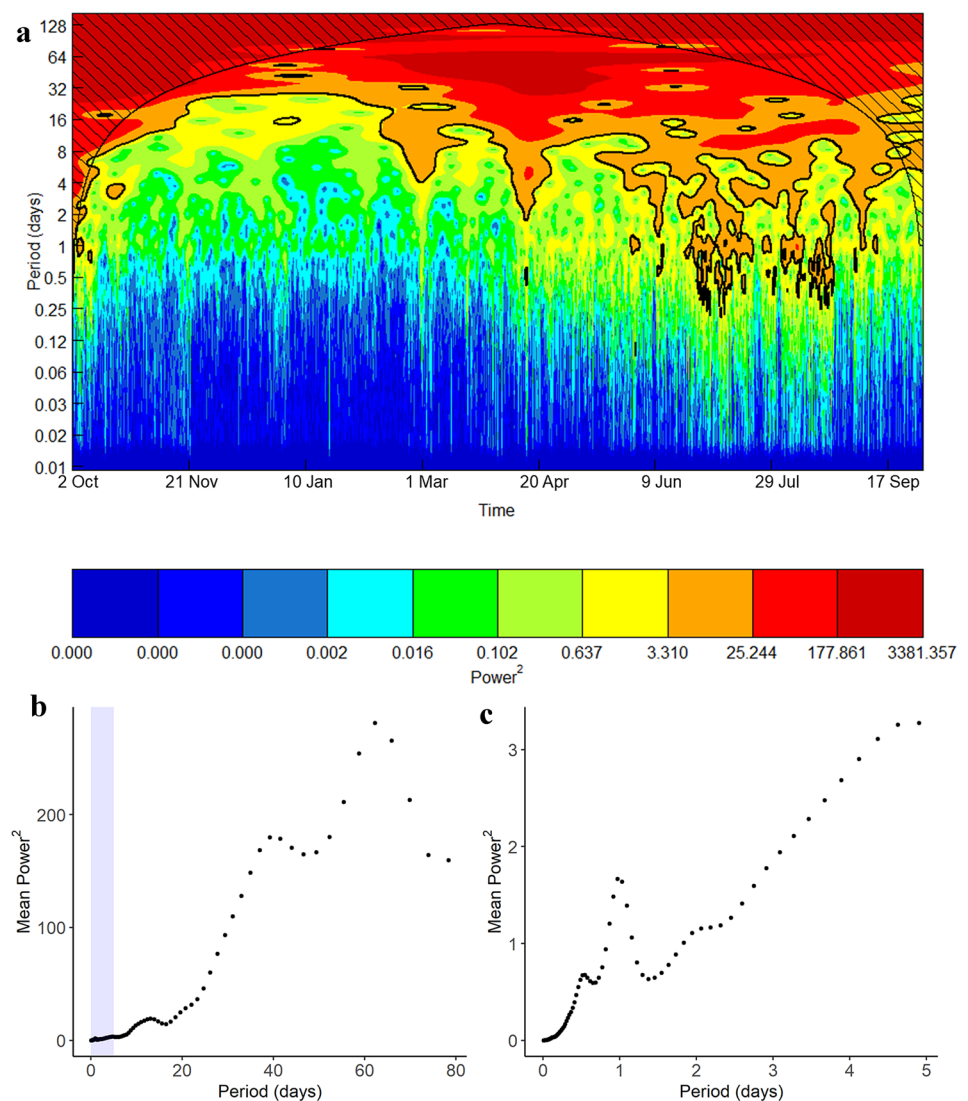 a
128
64
32
16
8
4
2
1
0.5
0.25
0.12
0.06
0.03
0.02
0.01
Period (days)
2 Oct 21 Nov 10 Jan 1 Mar 20 Apr 9 Jun 29 Jul 17 Sep
Time
0.000 0.000 0.000 0.002 0.016 0.102 0.637 3.310 25.244 177.861 3381.357
Power2
b
200
100
0
Mean Power2
0 20 40 60 80
Period (days)
c
3
2
1
0
Mean Power2
0 1 2 3 4 5
Period (days)